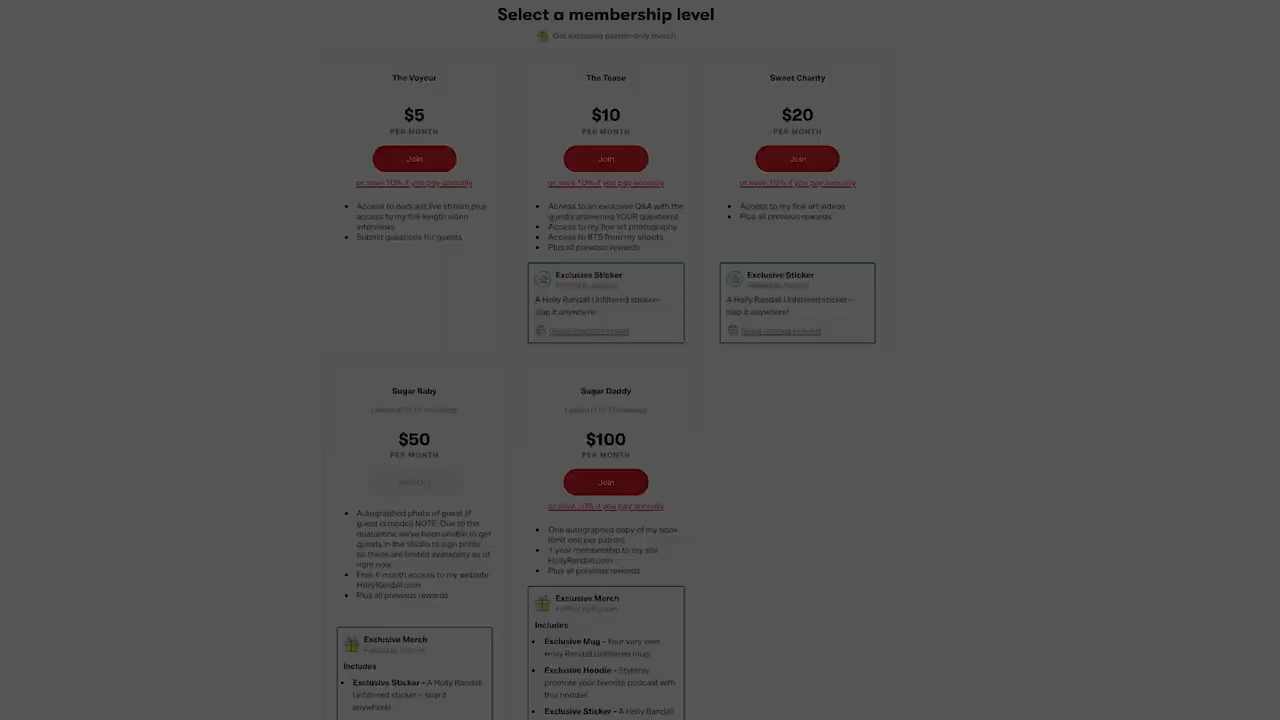 Select a membership level
Get exclusive patron-only merch
The Voyeur
$5
PER MONTH
Join
or save 10% if you pay annually
Access to podcast live stream plus
access to my full-length video
interviews
Submit questions for guests
The Tease
$10
PER MONTH
Join
or save 10% if you pay annually
Access to an exclusive Q&A with the
guests answering YOUR questions!
Access to my fine art photography
Access to BTS from my shoots
Plus all previous rewards
Exclusive Sticker
A Holly Randall Unfiltered sticker–
slap it anywhere!
Sweet Charity
$20
PER MONTH
Join
or save 10% if you pay annually
Access to my fine art videos
Plus all previous rewards
Exclusive Sticker
A Holly Randall Unfiltered sticker–
slap it anywhere!
Sugar Baby
$50
PER MONTH
Autographed photo of guest (if
guest is model) NOTE: Due to the
quarantine we've been unable to get
guests in the studio to sign prints
so these are limited availability as of
right now.
Free 6 month access to my website
HollyRandall.com
Plus all previous rewards
Exclusive Merch
Includes
Exclusive Sticker - A Holly Randall
Unfiltered sticker– slap it
anywhere!
Sugar Daddy
$100
PER MONTH
Join
or save 10% if you pay annually
One autographed copy of my book
(limit one per patron)
1 year membership to my site
HollyRandall.com
Plus all previous rewards
Exclusive Merch
Includes
Exclusive Mug - Your very own
Holly Randall Unfiltered mug!
Exclusive Hoodie - Stylishly
promote your favorite podcast with
this hoodie!
Exclusive Sticker - A Holly Randall